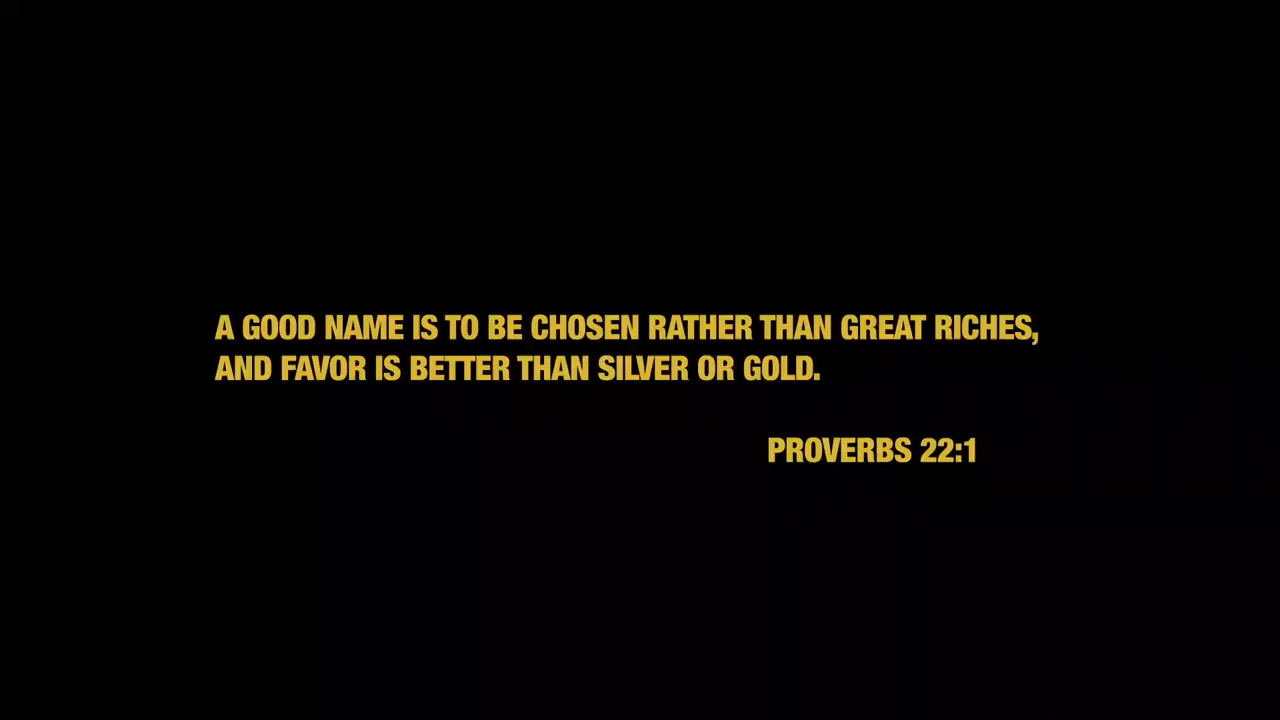 A GOOD NAME IS TO BE CHOSEN RATHER THAN GREAT RICHES,
AND FAVOR IS BETTER THAN SILVER OR GOLD.
PROVERBS 22:1